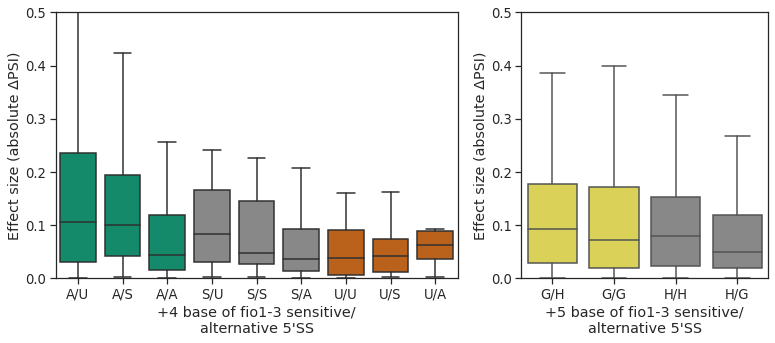 Effect size (absolute ΔPSI)
0.5
0.4
0.3
0.2
0.1
0.0
A/U A/S A/A S/U S/S S/A U/U U/S U/A
+4 base of fio1-3 sensitive/
alternative 5'SS
Effect size (absolute ΔPSI)
0.5
0.4
0.3
0.2
0.1
0.0
G/H G/G H/H H/G
+5 base of fio1-3 sensitive/
alternative 5'SS